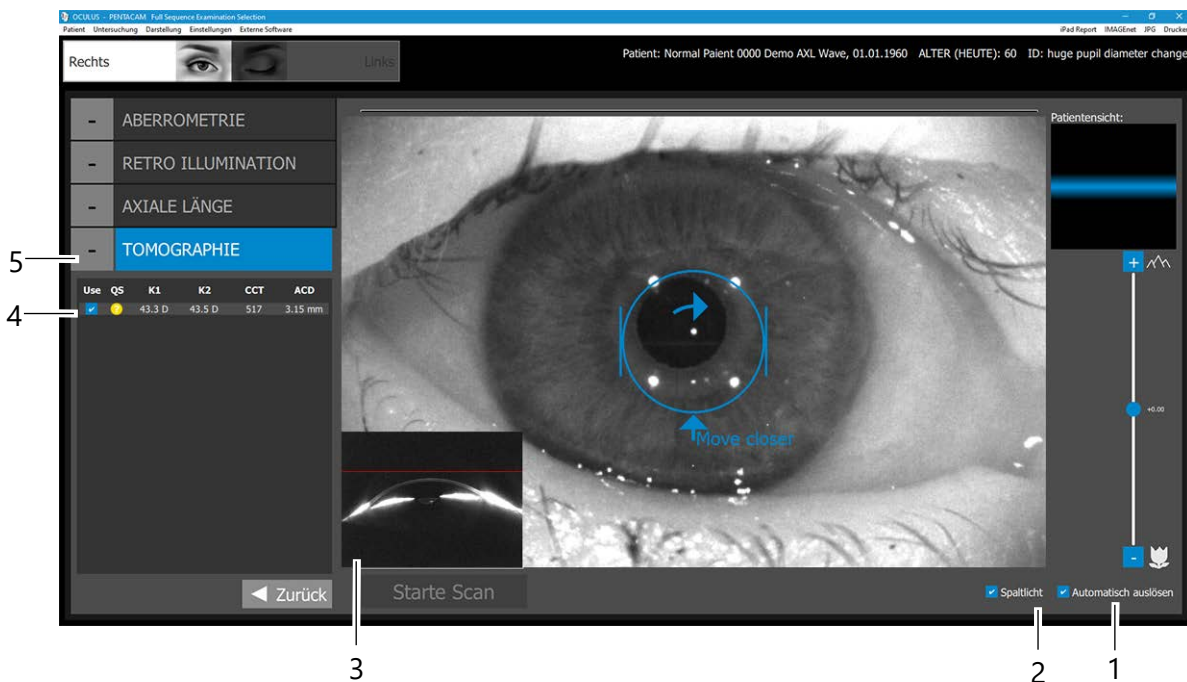 OCULUS - PENTACAM Full Sequence Examination Selection
Patient Untersuchung Darstellung Einstellungen Externe Software
iPad Report IMAGEnet JPG Drucken
Rechts
Links
Patient: Normal Paient 0000 Demo AXL Wave, 01.01.1960 ALTER (HEUTE): 60 ID: huge pupil diameter change
- ABERROMETRIE
- RETRO ILLUMINATION
- AXIALE LÄNGE
- TOMOGRAPHIE
Use QS K1 K2 CCT ACD
? 43.3 D 43.5 D 517 3.15 mm
Patientensicht:
+
+0.00
-
Move closer
Zurück
Starte Scan
Spaltlicht
Automatisch auslösen
5
4
3
2
1